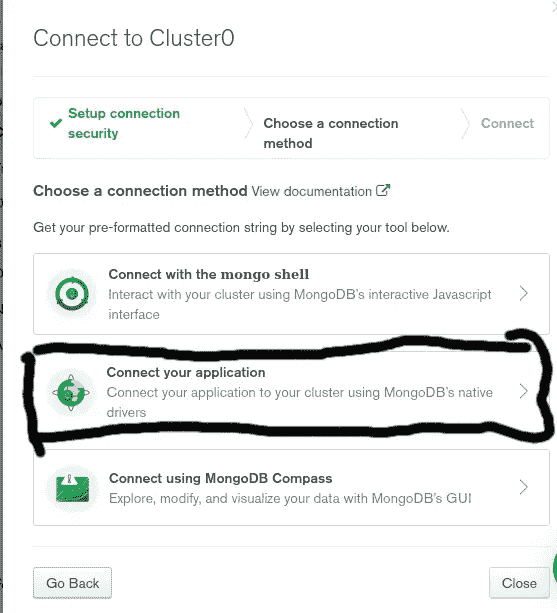 Connect to Cluster0
Setup connection
security
Choose a connection
method
Connect
Choose a connection method View documentation
Get your pre-formatted connection string by selecting your tool below.
Connect with the mongo shell
Interact with your cluster using MongoDB's interactive Javascript
interface
Connect your application
Connect your application to your cluster using MongoDB's native
drivers
Connect using MongoDB Compass
Explore, modify, and visualize your data with MongoDB's GUI
Go Back
Close